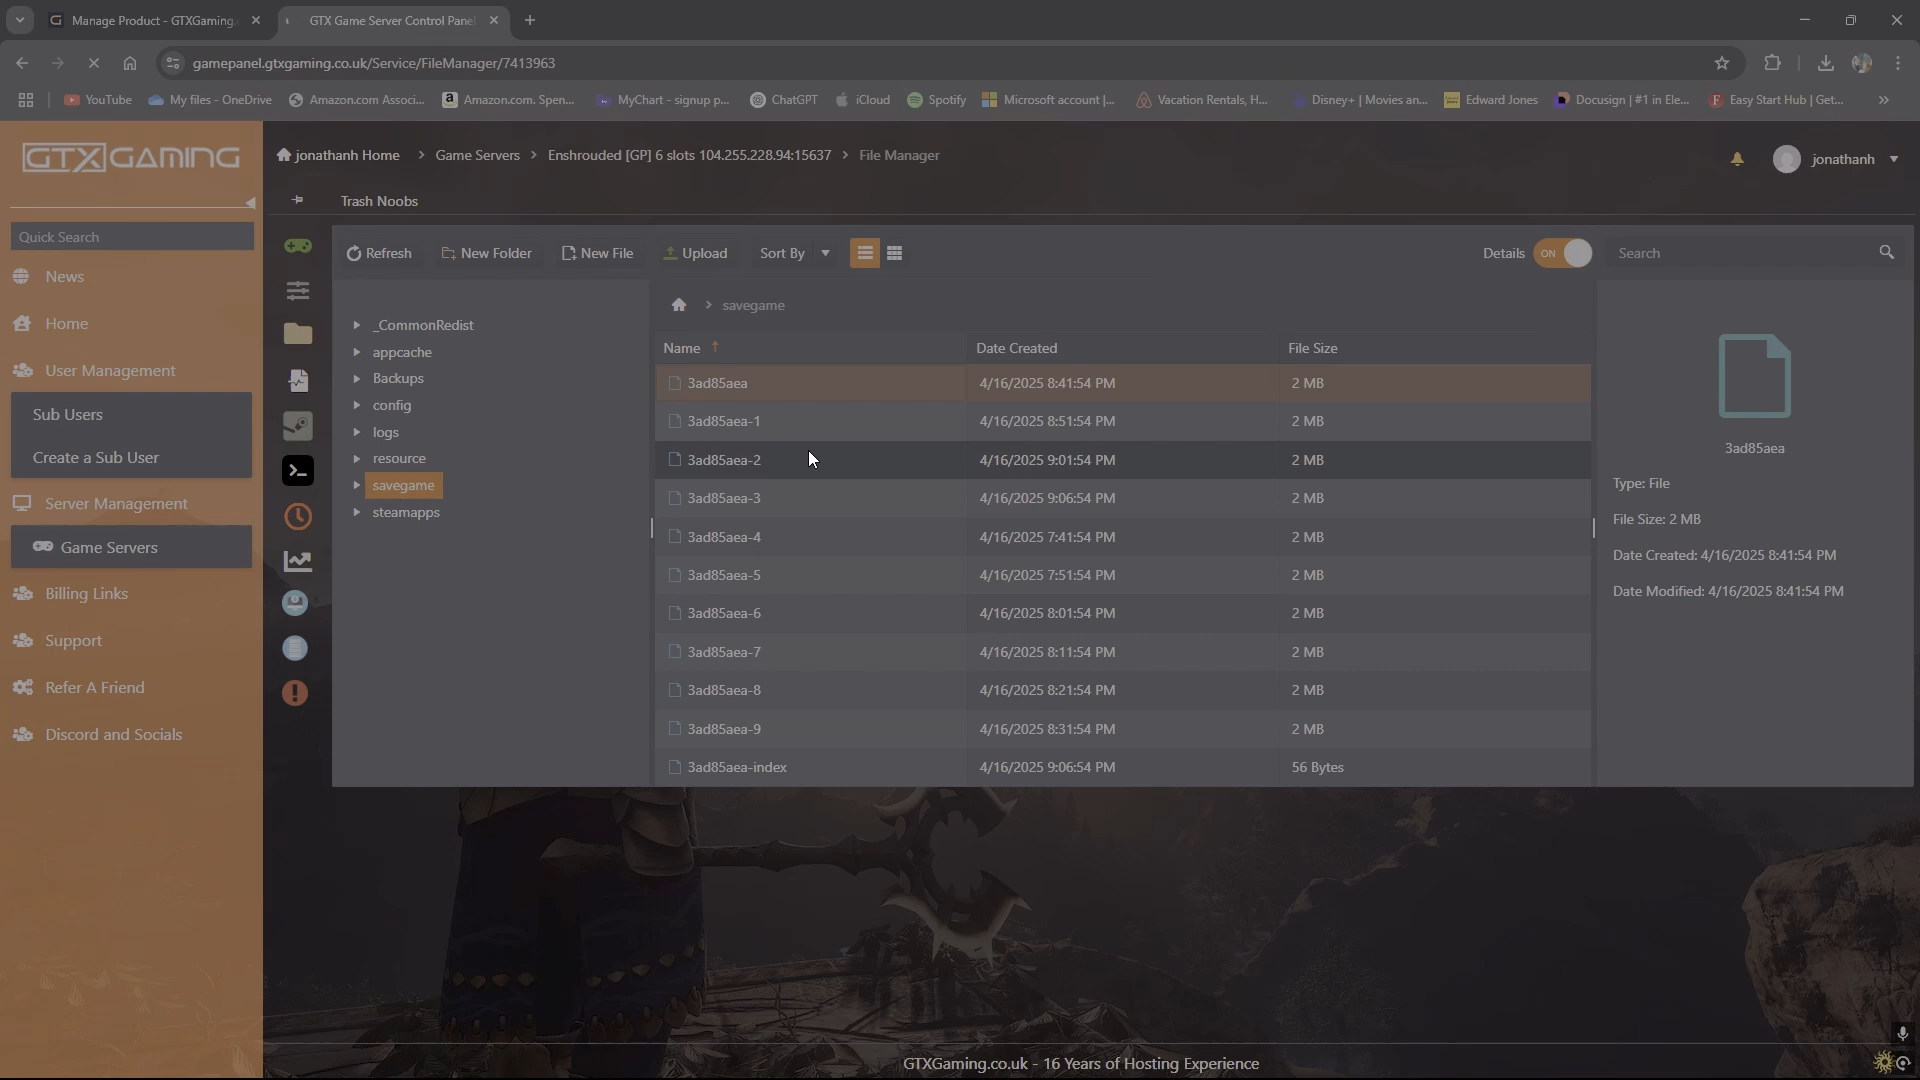 Manage Product - GTXGaming.
GTX Game Server Control Panel
gamepanel.gtxgaming.co.uk/Service/FileManager/7413963
YouTube
My files - OneDrive
Amazon.com Associ...
Amazon.com. Spen...
MyChart - signup p...
ChatGPT
iCloud
Spotify
Microsoft account |...
Vacation Rentals, H...
Disney+ | Movies an...
Edward Jones
Docusign | #1 in Ele...
Easy Start Hub | Get...
GTXGAMING
Quick Search
News
Home
User Management
Sub Users
Create a Sub User
Server Management
Game Servers
Billing Links
Support
Refer A Friend
Discord and Socials
jonathanh Home > Game Servers > Enshrouded [GP] 6 slots 104.255.228.94:15637 > File Manager
jonathanh
Trash Noobs
Refresh New Folder New File Upload Sort By
Details ON Search
_CommonRedist
appcache
Backups
config
logs
resource
savegame
steamapps
> savegame
Name Date Created File Size
3ad85aea 4/16/2025 8:41:54 PM 2 MB
3ad85aea-1 4/16/2025 8:51:54 PM 2 MB
3ad85aea-2 4/16/2025 9:01:54 PM 2 MB
3ad85aea-3 4/16/2025 9:06:54 PM 2 MB
3ad85aea-4 4/16/2025 7:41:54 PM 2 MB
3ad85aea-5 4/16/2025 7:51:54 PM 2 MB
3ad85aea-6 4/16/2025 8:01:54 PM 2 MB
3ad85aea-7 4/16/2025 8:11:54 PM 2 MB
3ad85aea-8 4/16/2025 8:21:54 PM 2 MB
3ad85aea-9 4/16/2025 8:31:54 PM 2 MB
3ad85aea-index 4/16/2025 9:06:54 PM 56 Bytes
3ad85aea
Type: File
File Size: 2 MB
Date Created: 4/16/2025 8:41:54 PM
Date Modified: 4/16/2025 8:41:54 PM
GTXGaming.co.uk - 16 Years of Hosting Experience